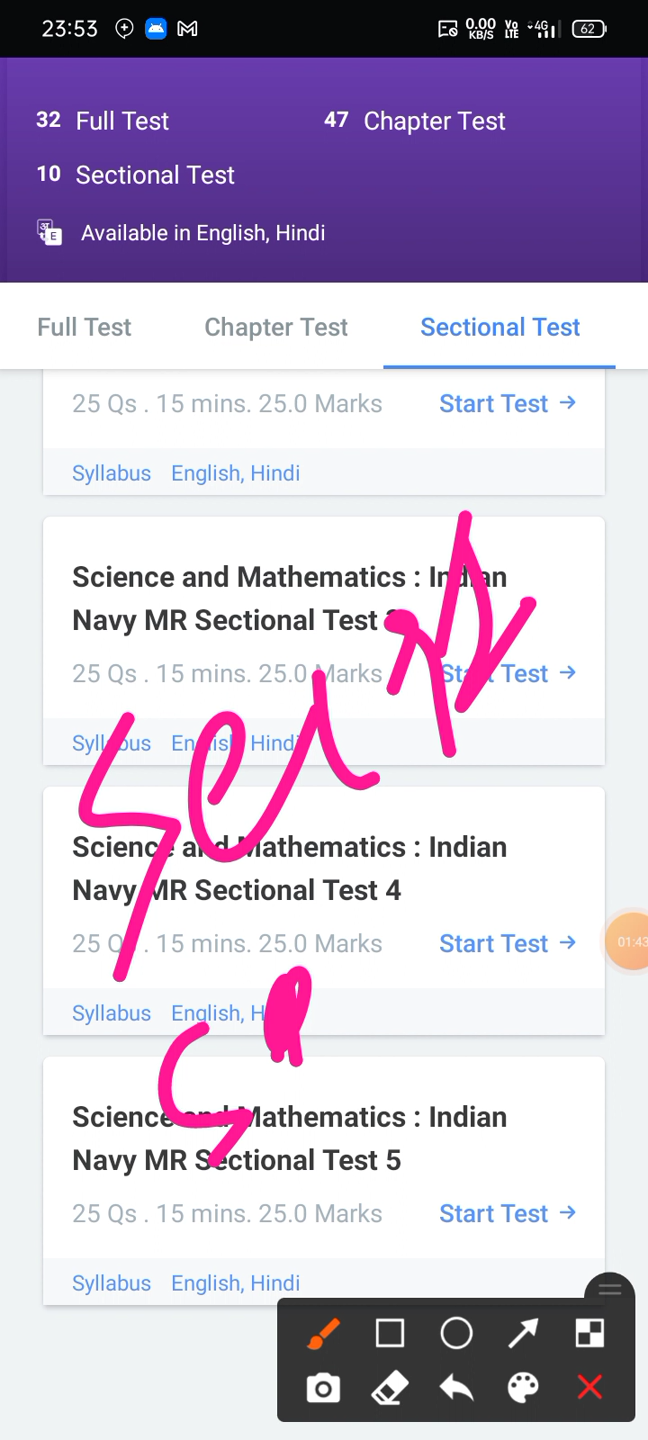 23:53 0.00 KB/S Vo LTE 4G 62
32 Full Test 47 Chapter Test
10 Sectional Test
Available in English, Hindi
Full Test Chapter Test Sectional Test
25 Qs . 15 mins. 25.0 Marks Start Test →
Syllabus English, Hindi
Science and Mathematics : Indian
Navy MR Sectional Test
25 Qs . 15 mins. 25.0 Marks Start Test →
Syllabus English, Hindi
Science and Mathematics : Indian
Navy MR Sectional Test 4
25 Qs . 15 mins. 25.0 Marks Start Test →
01:43
Syllabus English, Hindi
Science and Mathematics : Indian
Navy MR Sectional Test 5
25 Qs . 15 mins. 25.0 Marks Start Test →
Syllabus English, Hindi